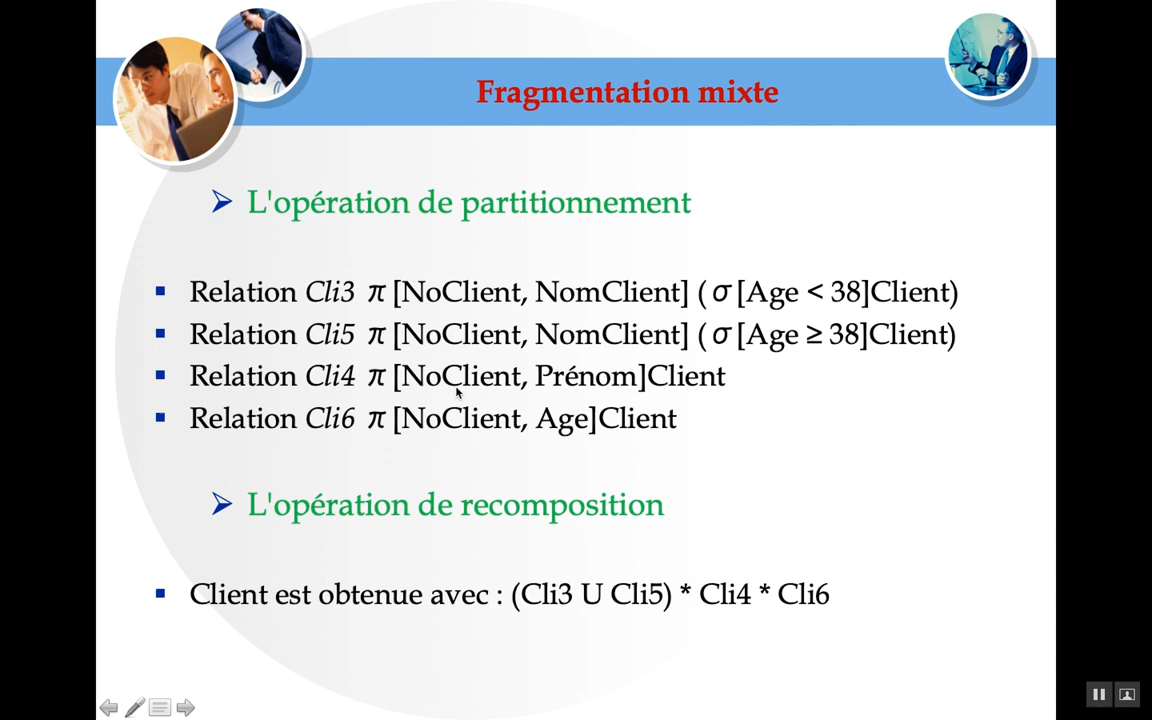 Fragmentation mixte
L'opération de partitionnement
Relation Cli3 π [NoClient, NomClient] ( σ [Age < 38]Client)
Relation Cli5 π [NoClient, NomClient] ( σ [Age ≥ 38]Client)
Relation Cli4 π [NoClient, Prénom]Client
Relation Cli6 π [NoClient, Age]Client
L'opération de recomposition
Client est obtenue avec : (Cli3 U Cli5) * Cli4 * Cli6